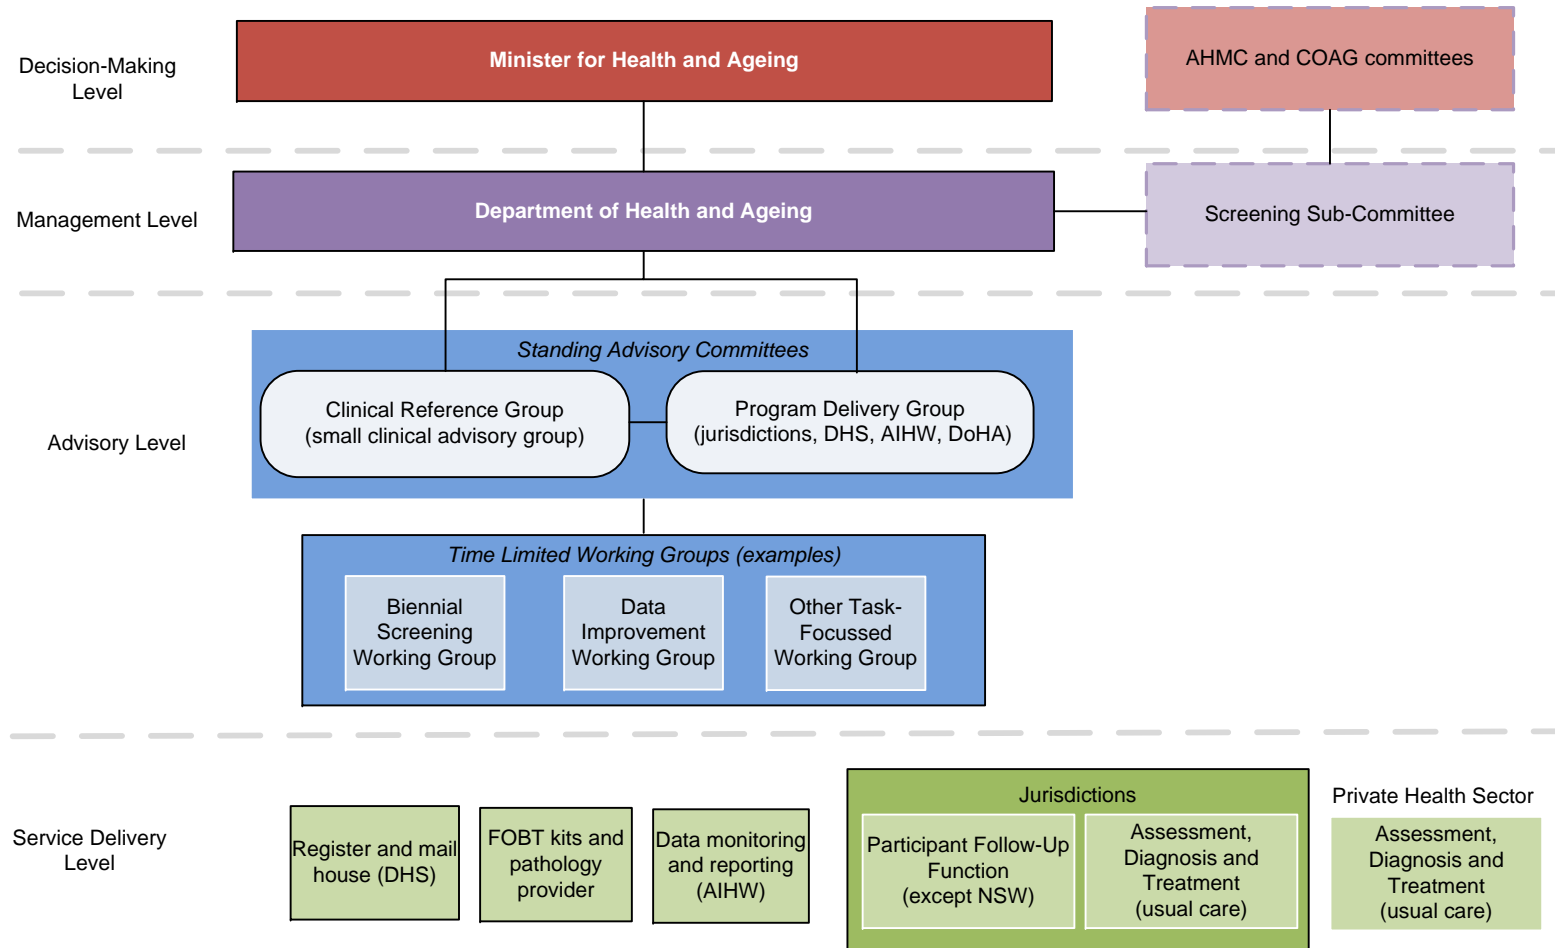 Decision-Making
Level
Minister for Health and Ageing
AHMC and COAG committees
Management Level
Department of Health and Ageing
Screening Sub-Committee
Advisory Level
Standing Advisory Committees
Clinical Reference Group
(small clinical advisory group)
Program Delivery Group
(jurisdictions, DHS, AIHW, DoHA)
Time Limited Working Groups (examples)
Biennial
Screening
Working Group
Data
Improvement
Working Group
Other Task-
Focussed
Working Group
Service Delivery
Level
Register and mail
house (DHS)
FOBT kits and
pathology
provider
Data monitoring
and reporting
(AIHW)
Jurisdictions
Participant Follow-Up
Function
(except NSW)
Assessment,
Diagnosis and
Treatment
(usual care)
Private Health Sector
Assessment,
Diagnosis and
Treatment
(usual care)